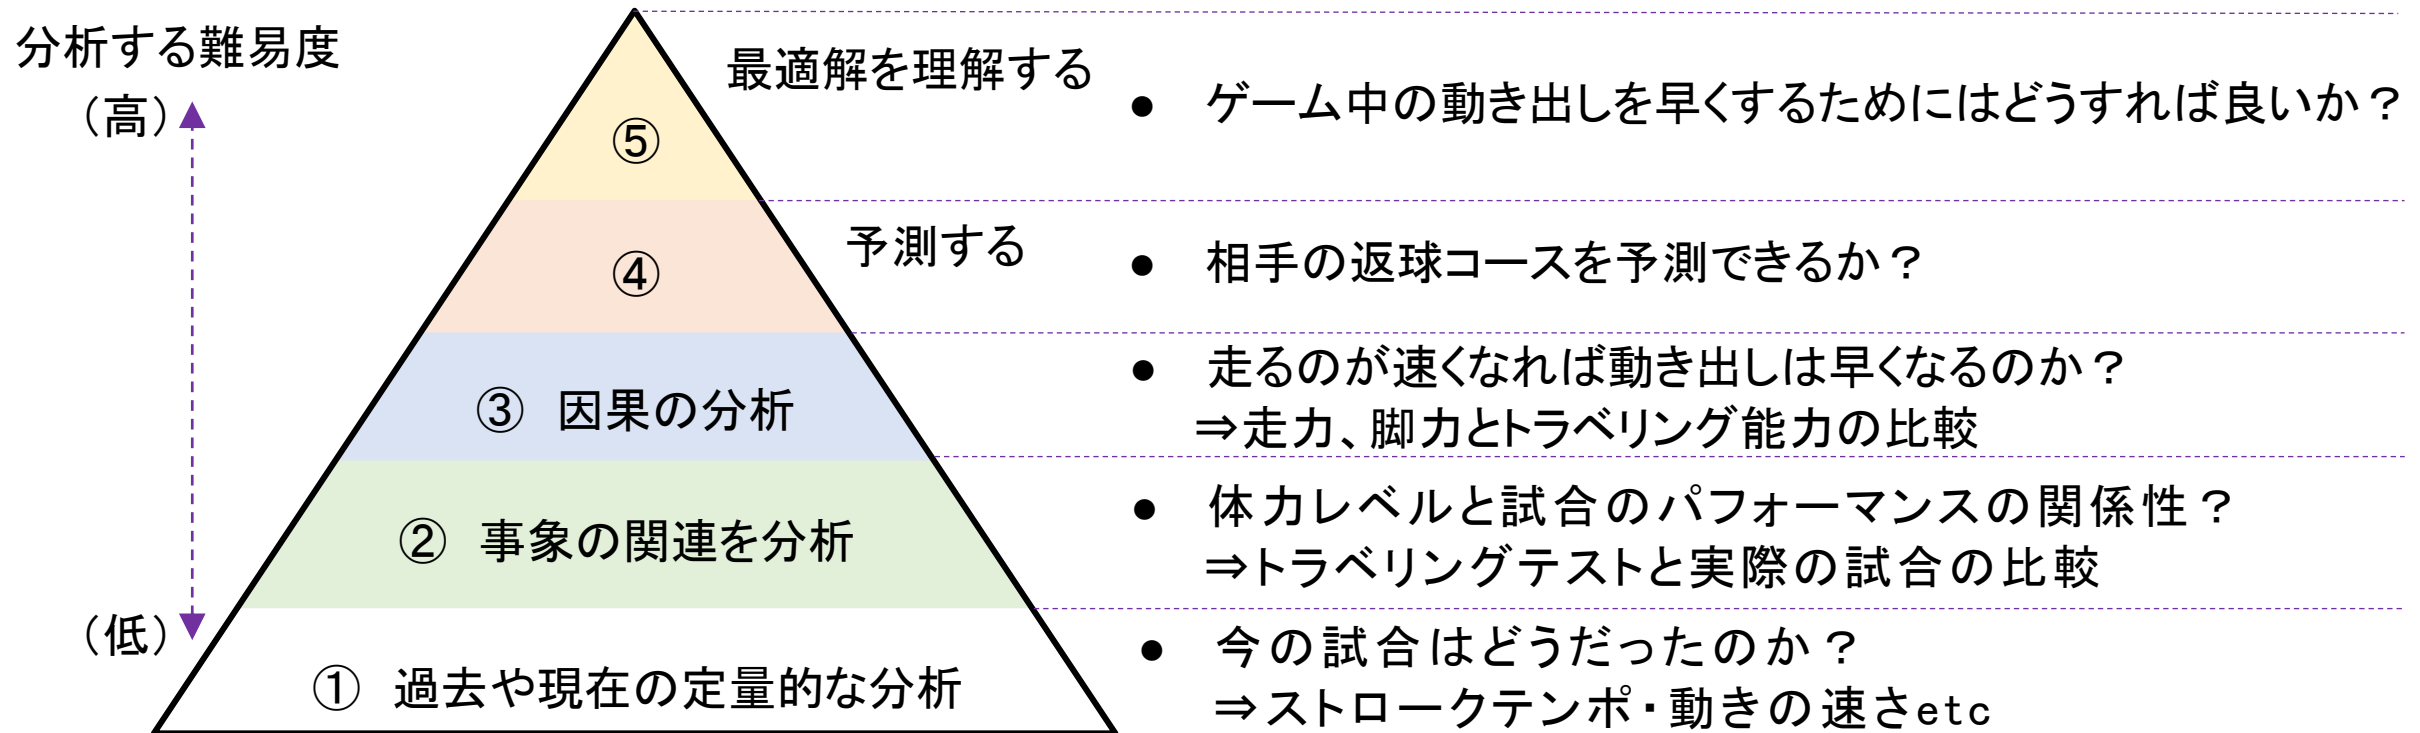 分析する難易度
（高）
（低）
⑤
最適解を理解する
● ゲーム中の動き出しを早くするためにはどうすれば良いか？
④
予測する
● 相手の返球コースを予測できるか？
③ 因果の分析
● 走るのが速くなれば動き出しは早くなるのか？
⇒走力、脚力とトラベリング能力の比較
② 事象の関連を分析
● 体力レベルと試合のパフォーマンスの関係性？
⇒トラベリングテストと実際の試合の比較
① 過去や現在の定量的な分析
● 今の試合はどうだったのか？
⇒ストロークテンポ・動きの速さetc